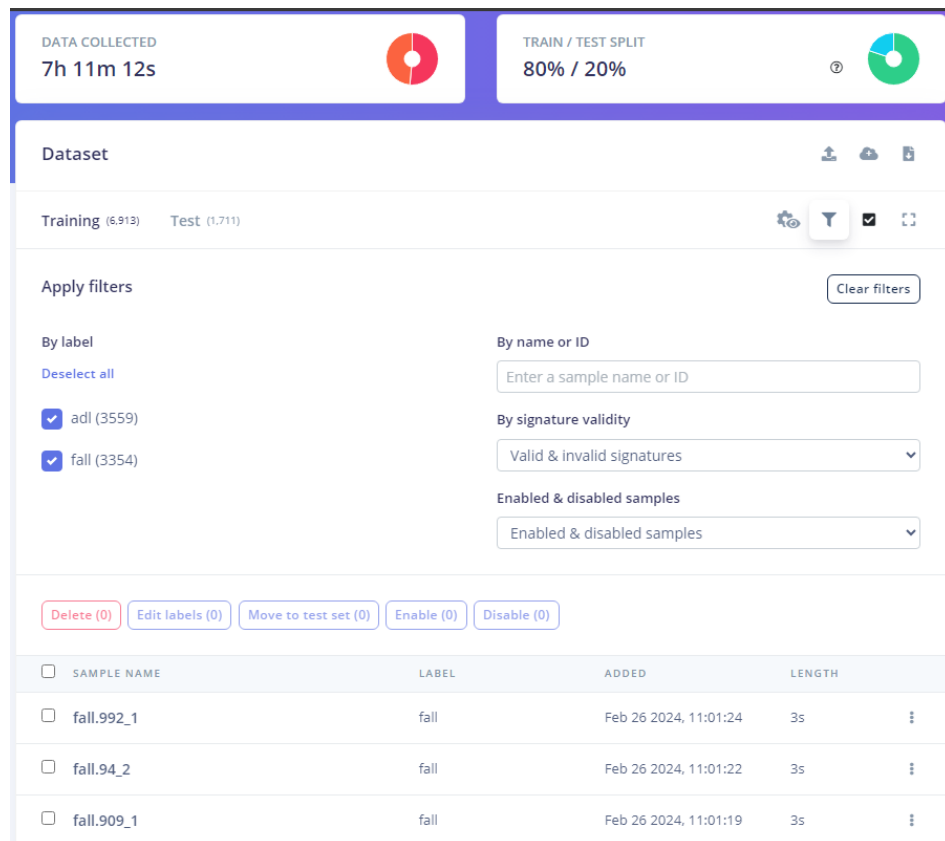 DATA COLLECTED
7h 11m 12s
TRAIN / TEST SPLIT
80% / 20%
Dataset
Training (6,913) Test (1,711)
Apply filters
Clear filters
By label
Deselect all
adl (3559)
fall (3354)
By name or ID
Enter a sample name or ID
By signature validity
Valid & invalid signatures
Enabled & disabled samples
Enabled & disabled samples
Delete (0) Edit labels (0) Move to test set (0) Enable (0) Disable (0)
SAMPLE NAME LABEL ADDED LENGTH
fall.992_1 fall Feb 26 2024, 11:01:24 3s
fall.94_2 fall Feb 26 2024, 11:01:22 3s
fall.909_1 fall Feb 26 2024, 11:01:19 3s